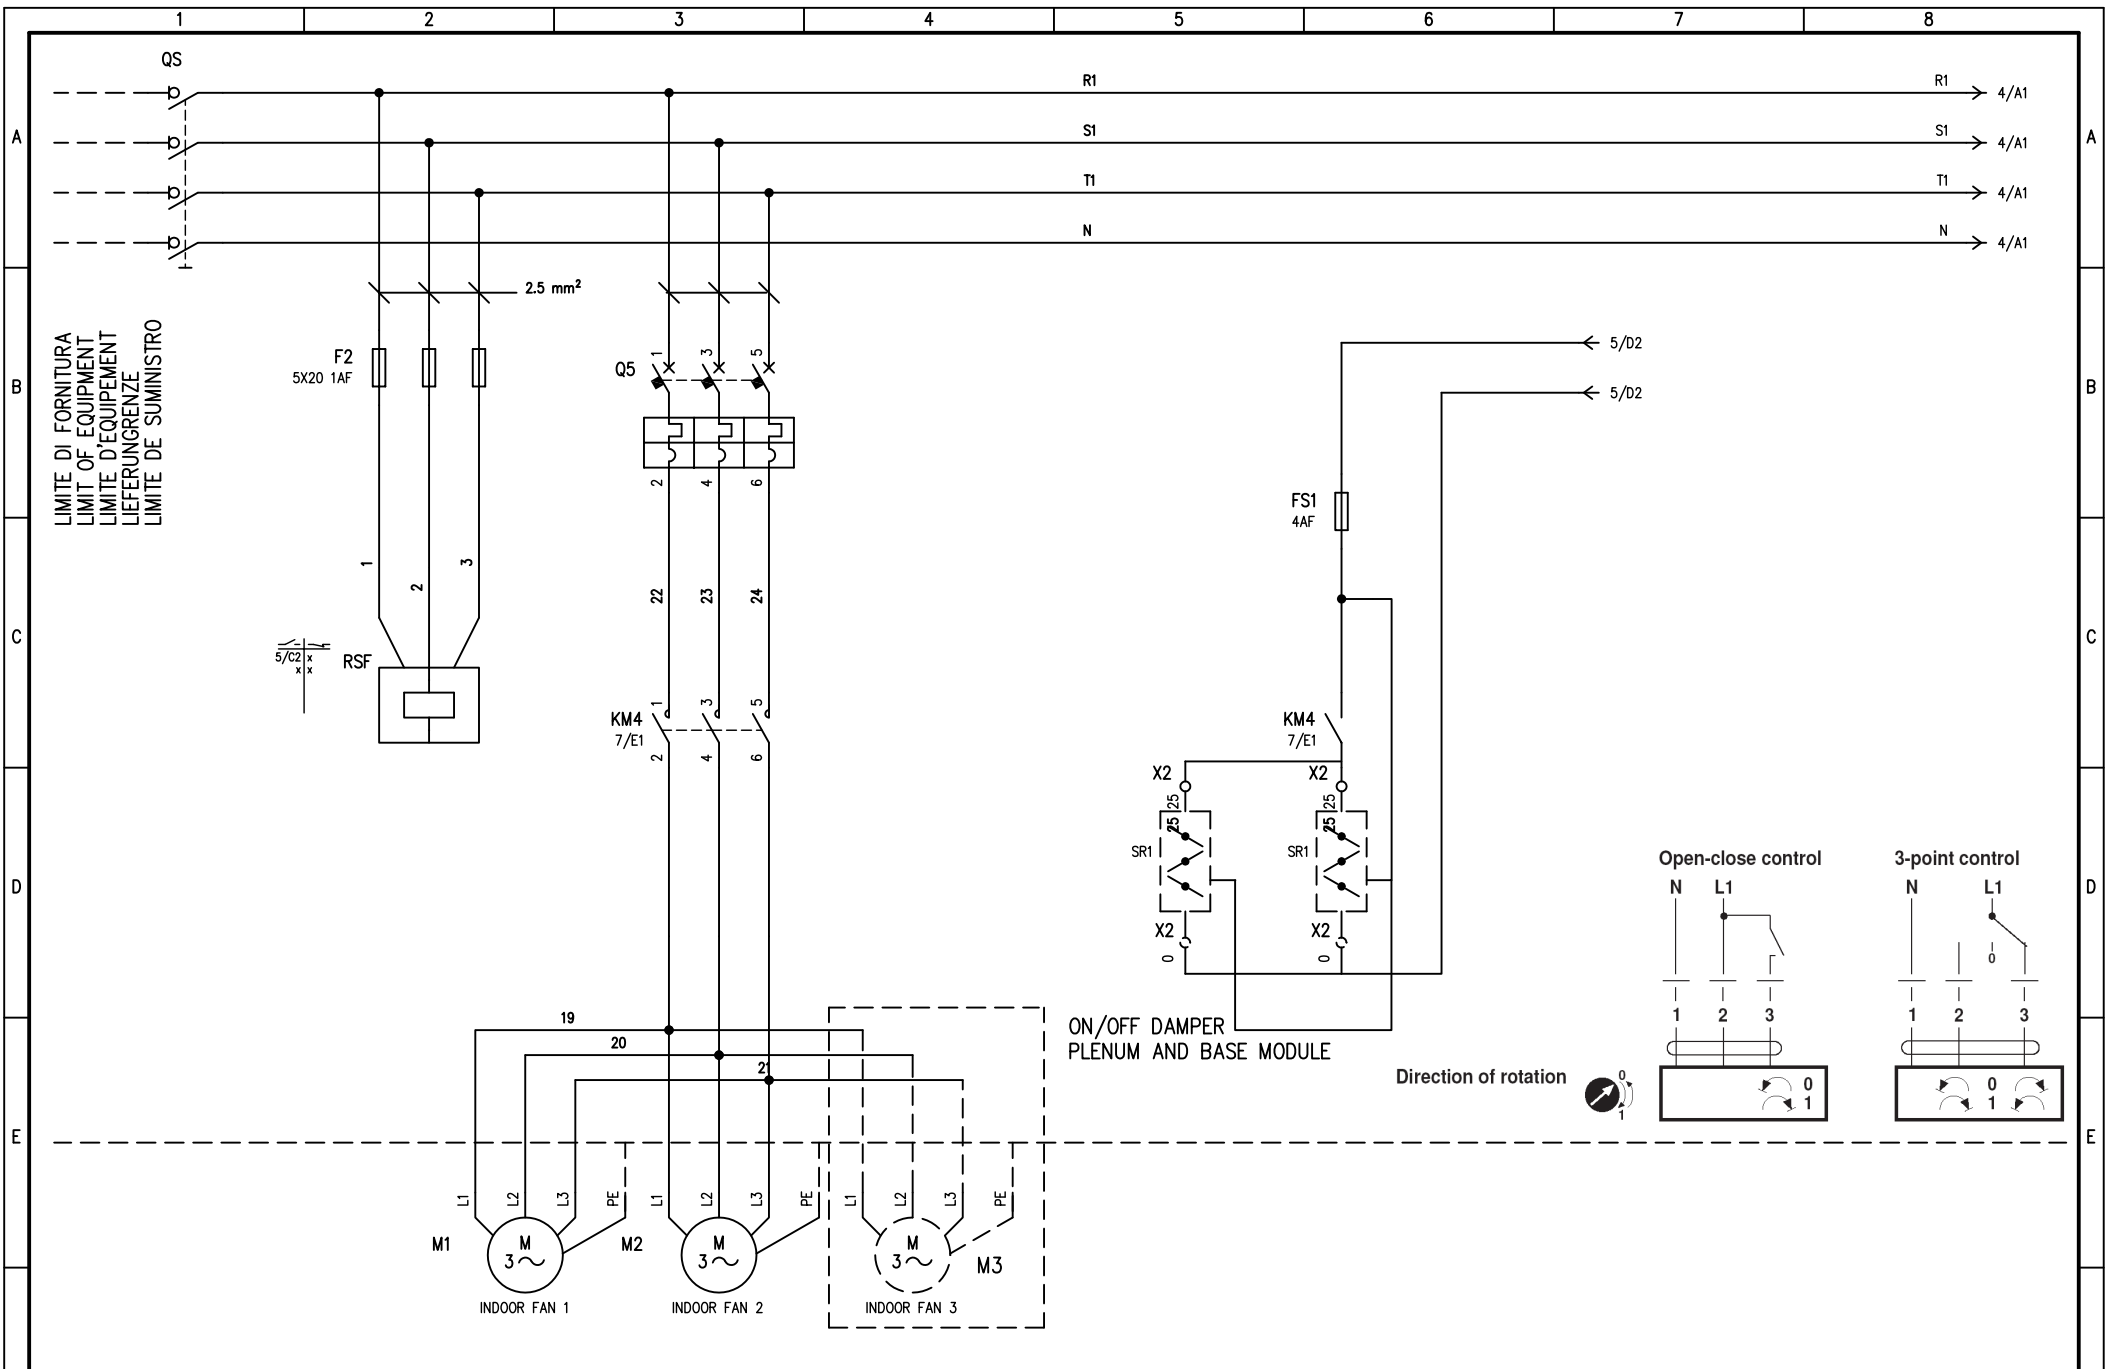 1 2 3 4 5 6 7 8
QS
R1 R1 4/A1
A A
S1 S1 4/A1
T1 T1 4/A1
N N 4/A1
2.5 mm²
LIMITE DI FORNITURA
LIMIT OF EQUIPMENT
LIMITE D'EQUIPEMENT
LIEFERUNGRENZE
LIMITE DE SUMINISTRO
F2
5X20 1AF
1 3 5
Q5
5/D2
B B
5/D2
2 4 6
FS1
4AF
1 2 3
22 23 24
C C
5/C2 x
x x
RSF
1 3 5
KM4
7/E1
2 4 6
KM4
7/E1
X2 X2
25 25
25 25
SR1 SR1
X2 X2
0 0
D D
Open-close control
N L1
1 2 3
3-point control
N L1
0
1 2 3
19
20
21
ON/OFF DAMPER
PLENUM AND BASE MODULE
Direction of rotation
0
1
0
1
0
1
E E
L1 L2 L3 PE L1 L2 L3 PE L1 L2 L3 PE
M1 M2 M3
M M M
3 3 3
INDOOR FAN 1 INDOOR FAN 2 INDOOR FAN 3